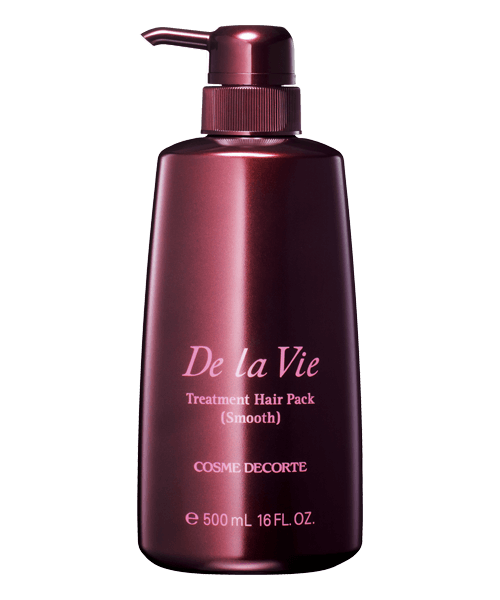 De la Vie
Treatment Hair Pack
(Smooth)
COSME DECORTE
℮ 500 mL 16 FL. OZ.